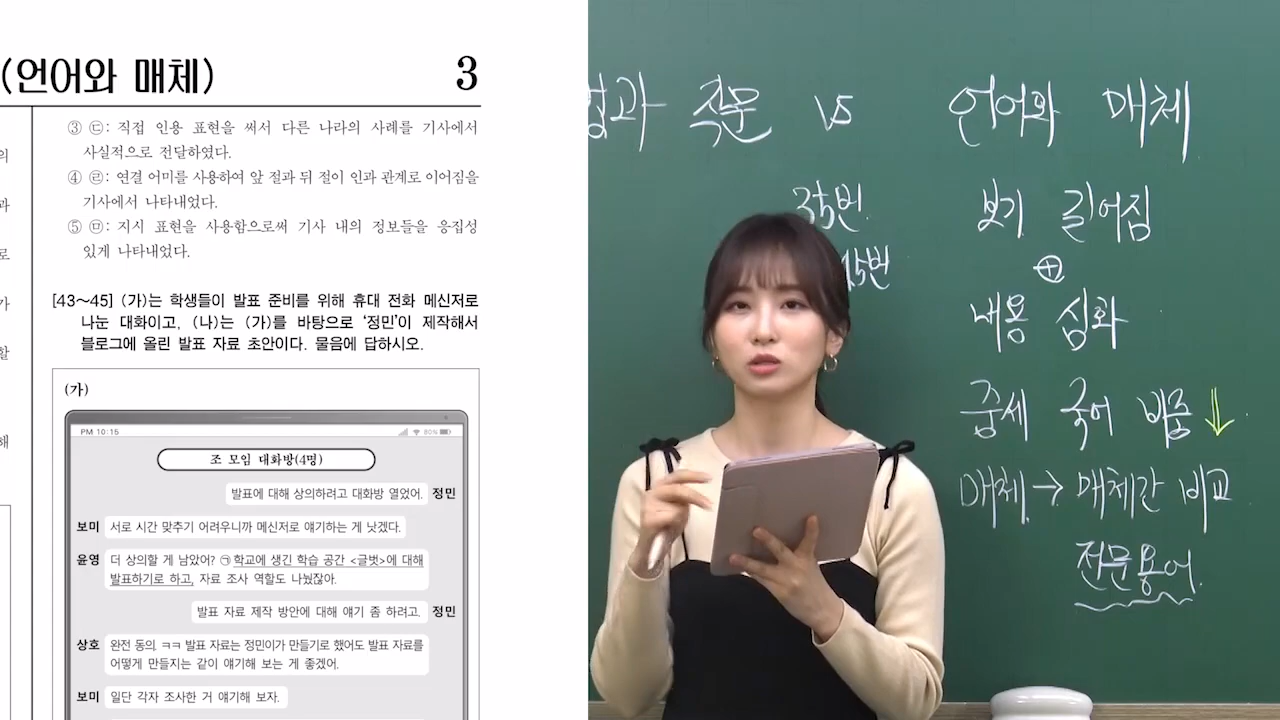 (언어와 매체)
3
③ ㉢: 직접 인용 표현을 써서 다른 나라의 사례를 기사에서
사실적으로 전달하였다.
④ ㉣: 연결 어미를 사용하여 앞 절과 뒤 절이 인과 관계로 이어짐을
기사에서 나타내었다.
⑤ ㉤: 지시 표현을 사용함으로써 기사 내의 정보들을 응집성
있게 나타내었다.
[43～45] (가)는 학생들이 발표 준비를 위해 휴대 전화 메신저로
나눈 대화이고, (나)는 (가)를 바탕으로 ‘정민’이 제작해서
블로그에 올린 발표 자료 초안이다. 물음에 답하시오.
(가)
PM 10:15
80%
조 모임 대화방(4명)
발표에 대해 상의하려고 대화방 열었어. 정민
보미 서로 시간 맞추기 어려우니까 메신저로 얘기하는 게 낫겠다.
윤영 더 상의할 게 남았어? ㉠ 학교에 생긴 학습 공간 <글벗>에 대해
발표하기로 하고, 자료 조사 역할도 나눴잖아.
발표 자료 제작 방안에 대해 얘기 좀 하려고. 정민
상호 완전 동의 ㅋㅋ 발표 자료는 정민이가 만들기로 했어도 발표 자료를
어떻게 만들지는 같이 얘기해 보는 게 좋겠어.
보미 일단 각자 조사한 거 얘기해 보자.
의
과
로
가
할
해
법과 작문 vs 언어와 매체
35번
45번
보기 길어짐
⊕
내용 심화
중세 국어 비중 ↓
매체 → 매체간 비교
전문용어